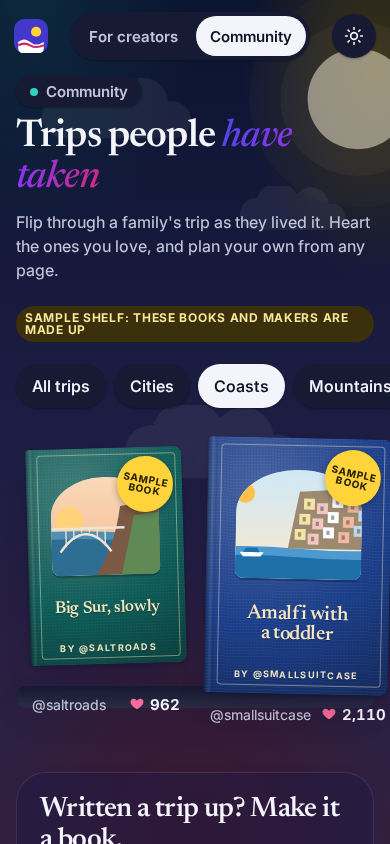 For creators
Community
Community
Trips people have
taken
Flip through a family's trip as they lived it. Heart
the ones you love, and plan your own from any
page.
SAMPLE SHELF: THESE BOOKS AND MAKERS ARE
MADE UP
All trips
Cities
Coasts
Mountains
SAMPLE
BOOK
Big Sur, slowly
BY @SALTROADS
SAMPLE
BOOK
Amalfi with
a toddler
BY @SMALLSUITCASE
@saltroads
962
@smallsuitcase
2,110
Written a trip up? Make it
a book.